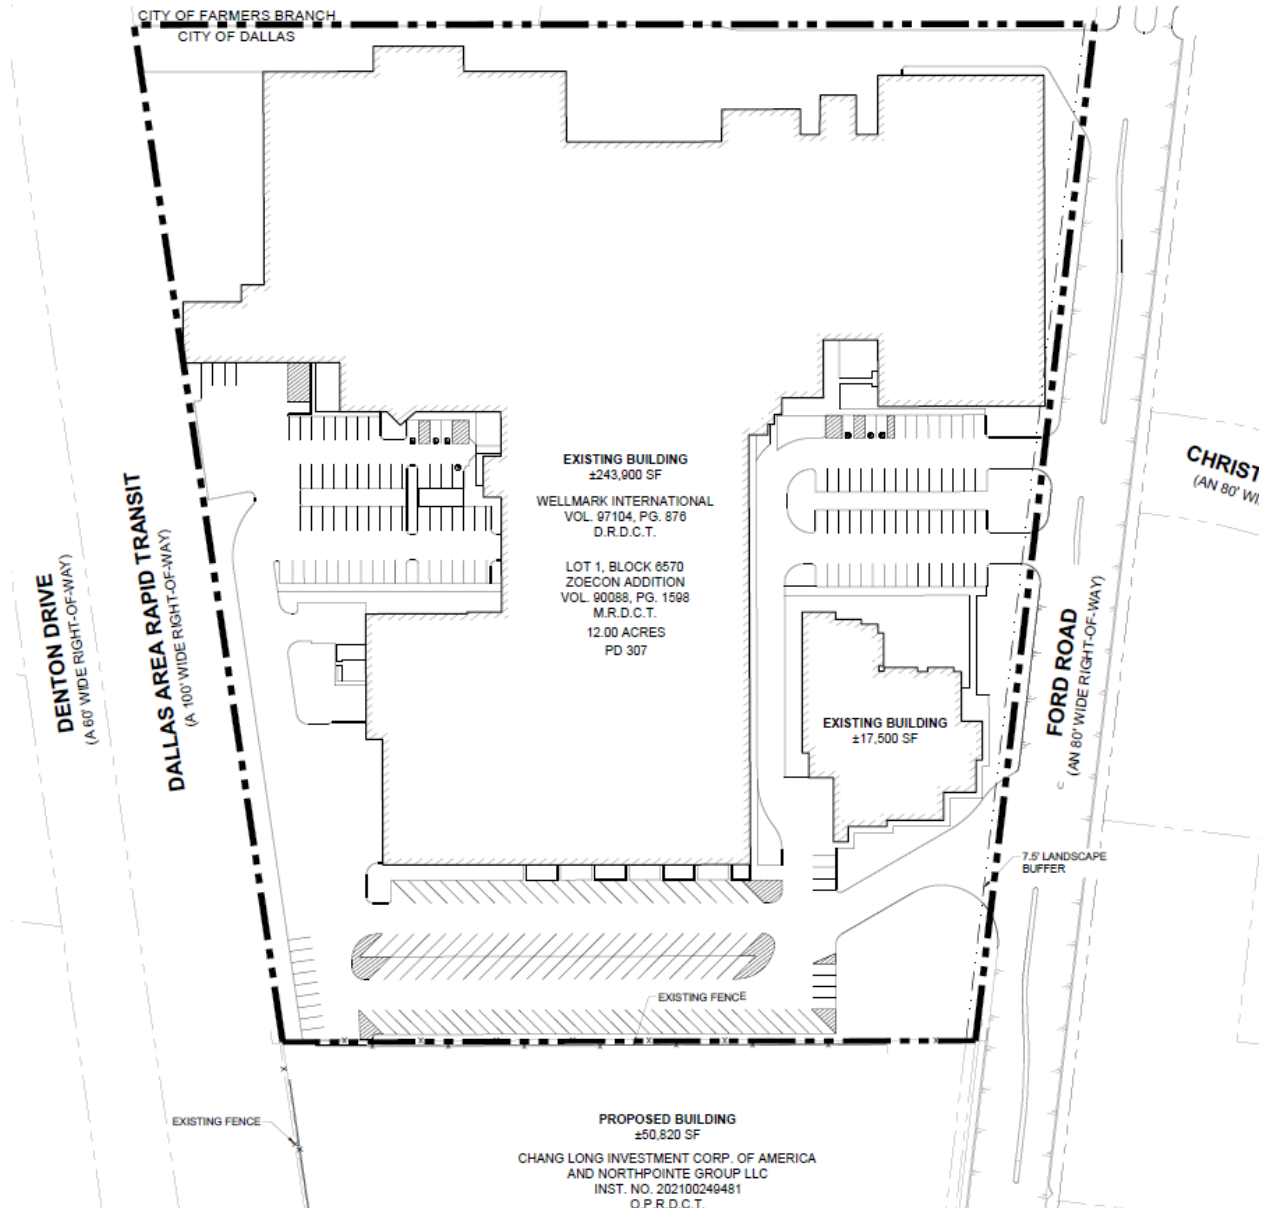 CITY OF FARMERS BRANCH
CITY OF DALLAS
EXISTING BUILDING
±243,900 SF
WELLMARK INTERNATIONAL
VOL. 97104, PG. 876
D.R.D.C.T.
LOT 1, BLOCK 6570
ZOECON ADDITION
VOL. 90088, PG. 1598
M.R.D.C.T.
12.00 ACRES
PD 307
CHRIST
(AN 80' WI
DENTON DRIVE
(A 60' WIDE RIGHT-OF-WAY)
DALLAS AREA RAPID TRANSIT
(A 100' WIDE RIGHT-OF-WAY)
FORD ROAD
(AN 80' WIDE RIGHT-OF-WAY)
EXISTING BUILDING
±17,500 SF
7.5' LANDSCAPE
BUFFER
EXISTING FENCE
EXISTING FENCE
PROPOSED BUILDING
±50,820 SF
CHANG LONG INVESTMENT CORP. OF AMERICA
AND NORTHPOINTE GROUP LLC
INST. NO. 202100249481
O.P.R.D.C.T.